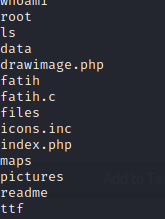 whoami
root
ls
data
drawimage.php
fatih
fatih.c
files
icons.inc
index.php
maps
pictures
readme
ttf